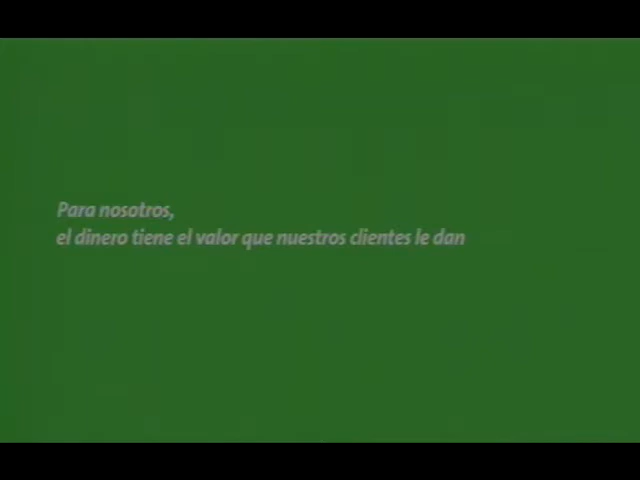 Para nosotros,
el dinero tiene el valor que nuestros clientes le dan